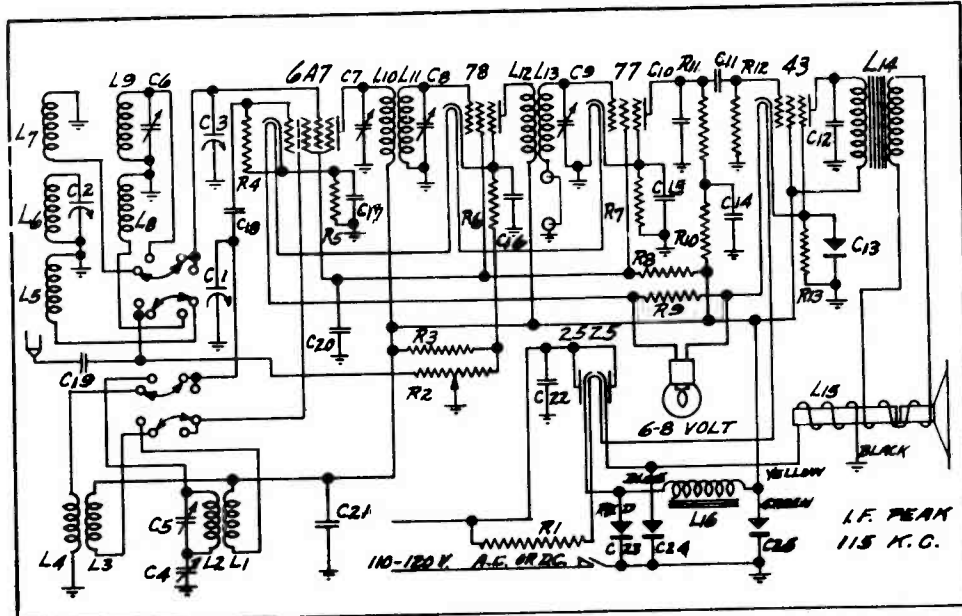 6A7 C7 L10 L11 C8 78 L12 L13 C9 77 C10 R11 C11 R12 43 L14
L9 C6
L7 C3 C12
L6 C2 R4 C17 R6 C16 R7 C15 C14 C13
L8 C18 R5 R10
L5 C1 R8 R13
C20 R9
C19 R3 25Z5
R2 C22 L15
6-8 VOLT
BLACK
BLUE YELLOW
C5 C21 RED L16 GREEN
L4 L3 L2 L1 R1 C23 C24 C25 I.F. PEAK
C4 110-120 V. A.C. OR D.C. 115 K.C.